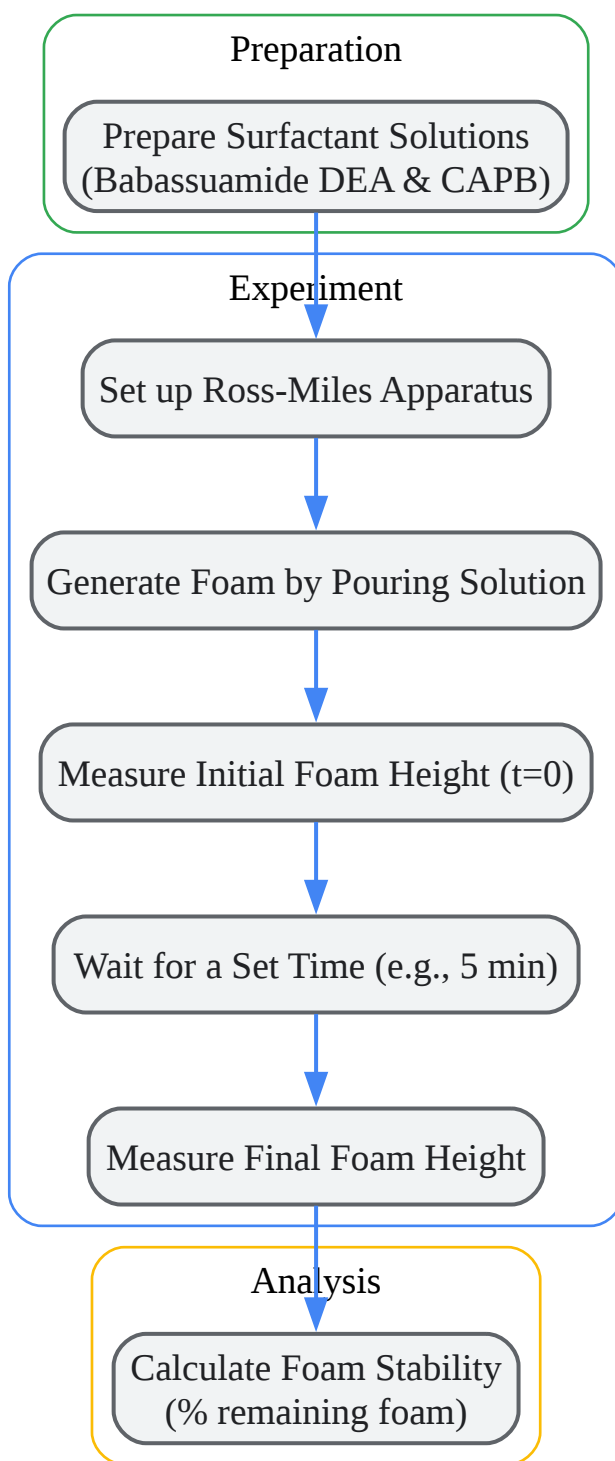 Preparation
Prepare Surfactant Solutions
(Babassuamide DEA & CAPB)
Experiment
Set up Ross-Miles Apparatus
Generate Foam by Pouring Solution
Measure Initial Foam Height (t=0)
Wait for a Set Time (e.g., 5 min)
Measure Final Foam Height
Analysis
Calculate Foam Stability
(% remaining foam)